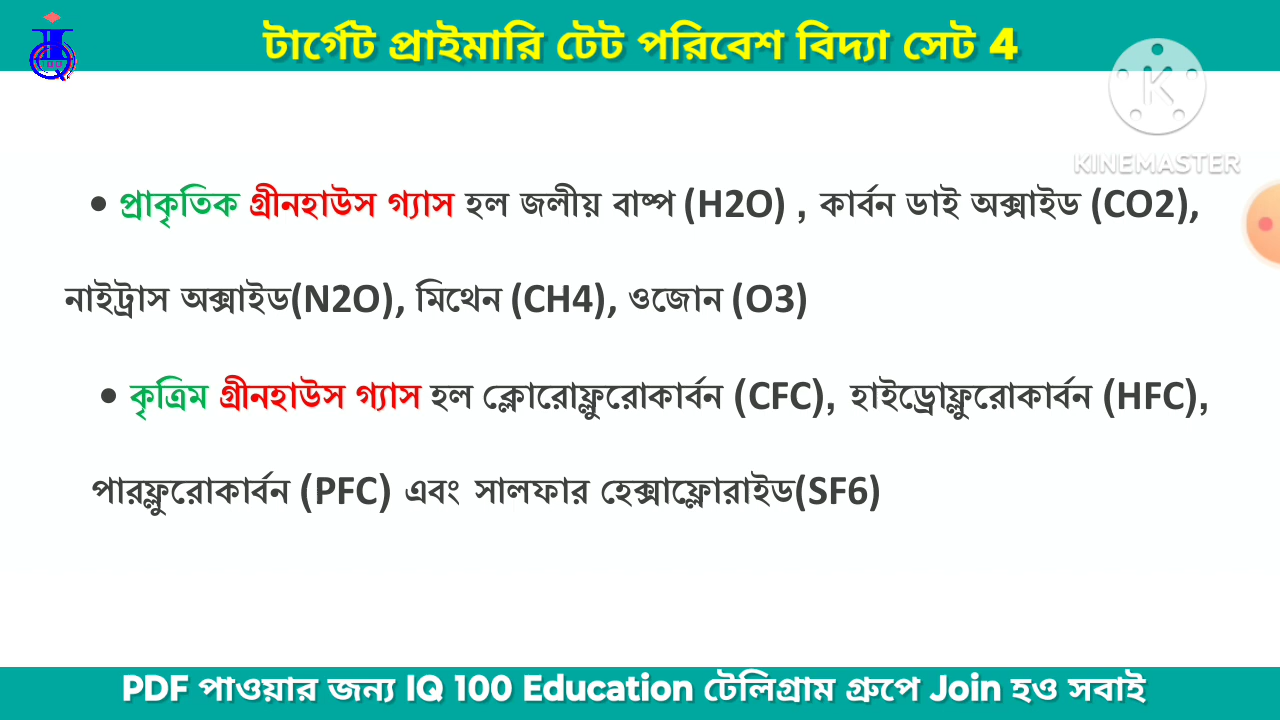 টার্গেট প্রাইমারি টেট পরিবেশ বিদ্যা সেট 4
KINEMASTER
• প্রাকৃতিক গ্রীনহাউস গ্যাস হল জলীয় বাষ্প (H2O) , কার্বন ডাই অক্সাইড (CO2),
নাইট্রাস অক্সাইড(N2O), মিথেন (CH4), ওজোন (O3)
• কৃত্রিম গ্রীনহাউস গ্যাস হল ক্লোরোফ্লুরোকার্বন (CFC), হাইড্রোফ্লুরোকার্বন (HFC),
পারফ্লুরোকার্বন (PFC) এবং সালফার হেক্সাফ্লোরাইড(SF6)
PDF পাওয়ার জন্য IQ 100 Education টেলিগ্রাম গ্রুপে Join হও সবাই